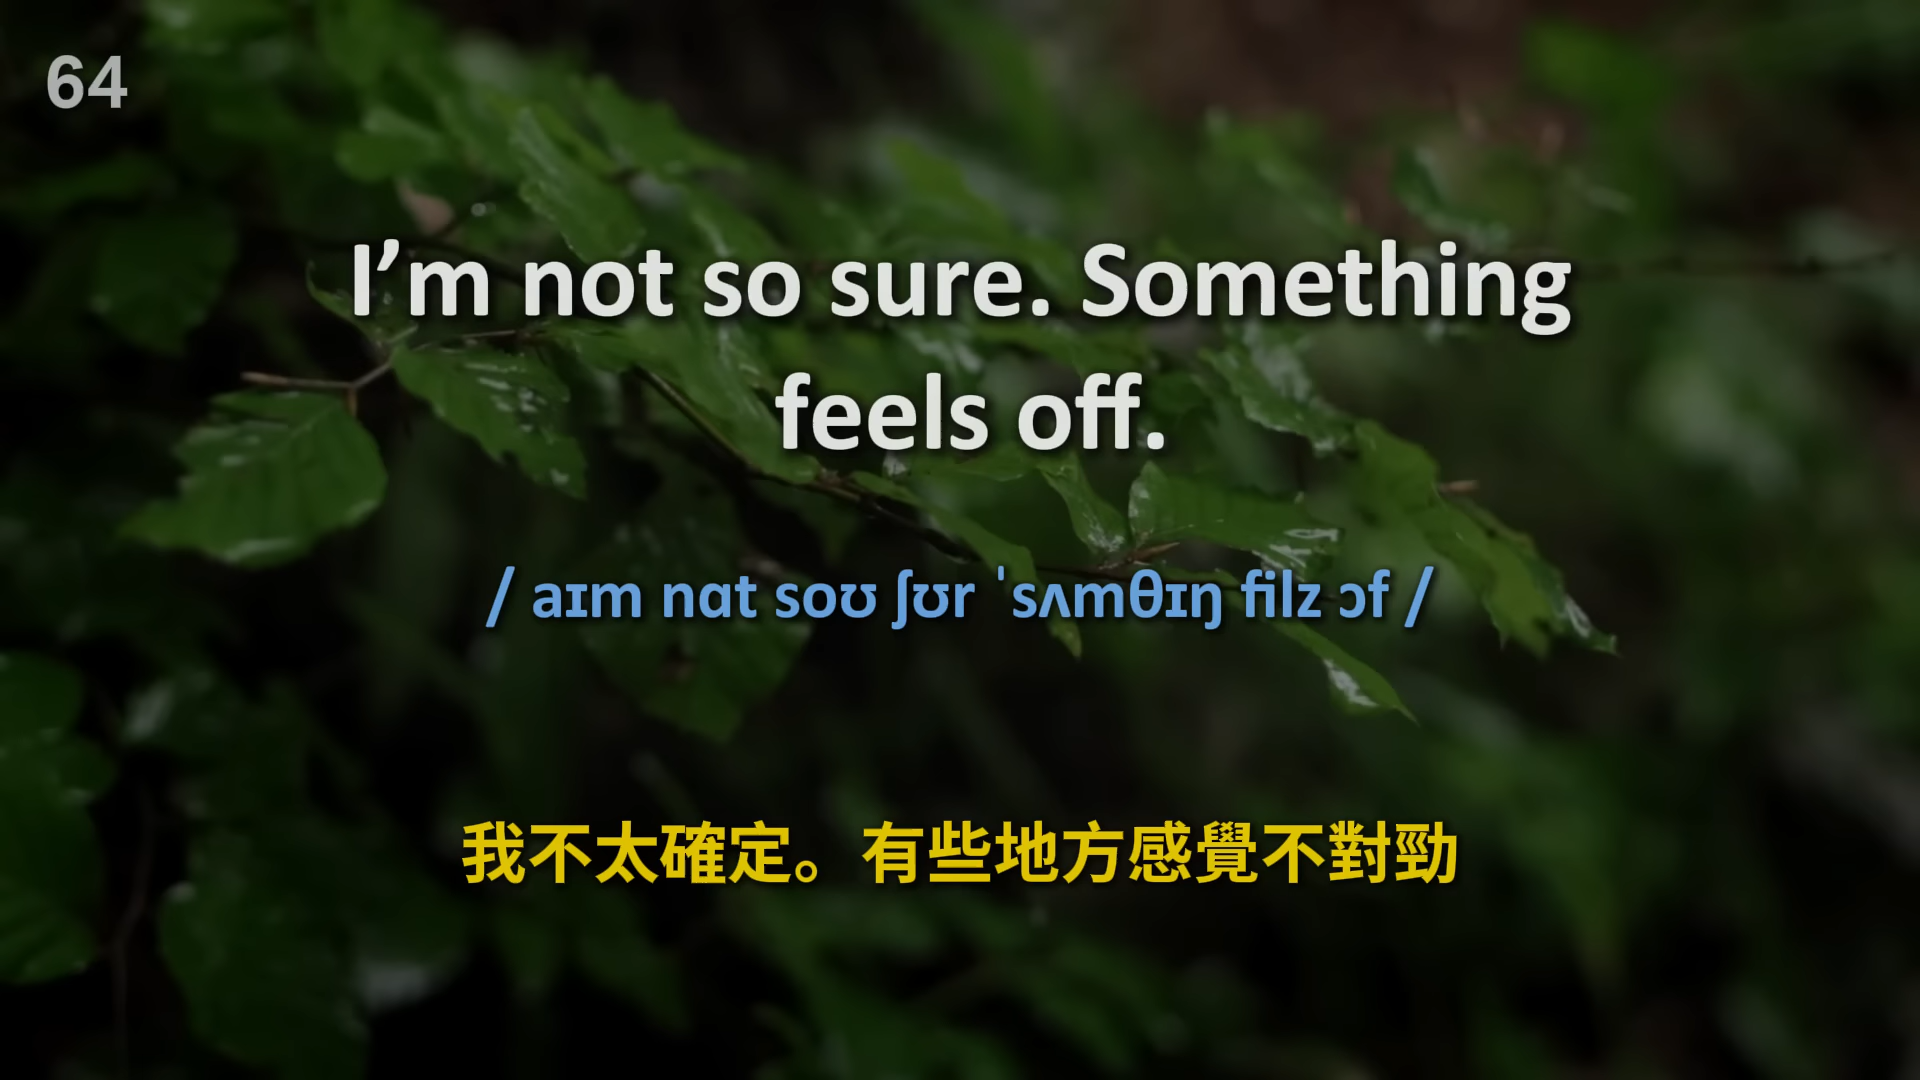 64
I’m not so sure. Something
feels off.
/ aɪm nɑt soʊ ʃʊr ˈsʌmθɪŋ filz ɔf /
我不太確定。有些地方感覺不對勁